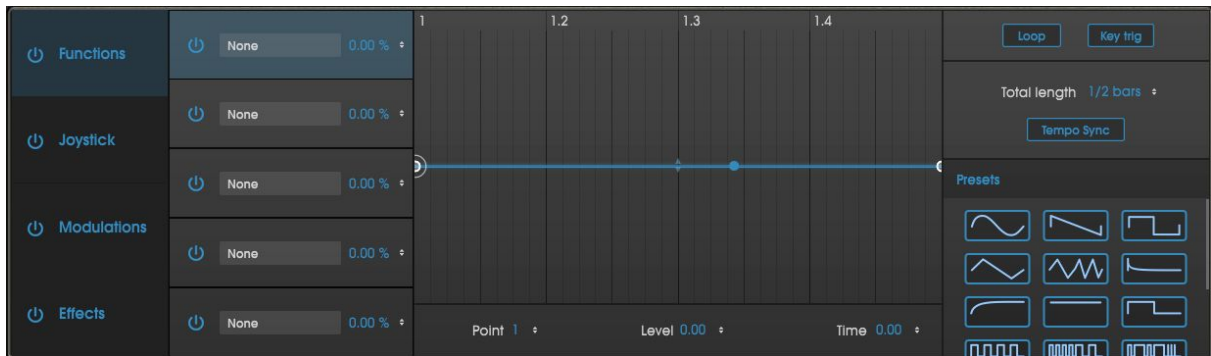 Functions
Joystick
Modulations
Effects
None 0.00 %
None 0.00 %
None 0.00 %
None 0.00 %
None 0.00 %
1 1.2 1.3 1.4
Point 1 Level 0.00 Time 0.00
Loop Key trig
Total length 1/2 bars
Tempo Sync
Presets